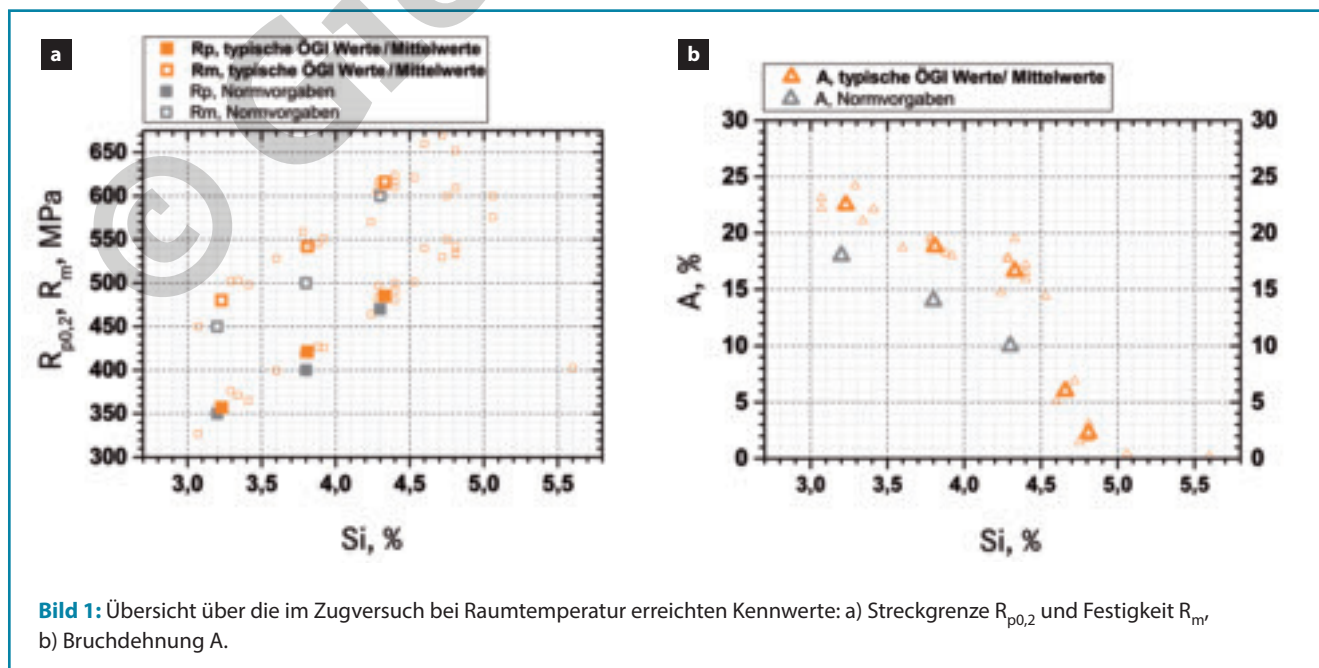 © Gie
a
Rp, typische ÖGI Werte/Mittelwerte
Rm, typische ÖGI Werte/Mittelwerte
Rp, Normvorgaben
Rm, Normvorgaben
650
600
550
500
450
400
350
300
R p0,2, R m, MPa
3,0 3,5 4,0 4,5 5,0 5,5
Si, %
b
A, typische ÖGI Werte/ Mittelwerte
A, Normvorgaben
30 30
25 25
20 20
15 15
10 10
5 5
0 0
A, %
3,0 3,5 4,0 4,5 5,0 5,5
Si, %
Bild 1: Übersicht über die im Zugversuch bei Raumtemperatur erreichten Kennwerte: a) Streckgrenze R p0,2 und Festigkeit R m,
b) Bruchdehnung A.